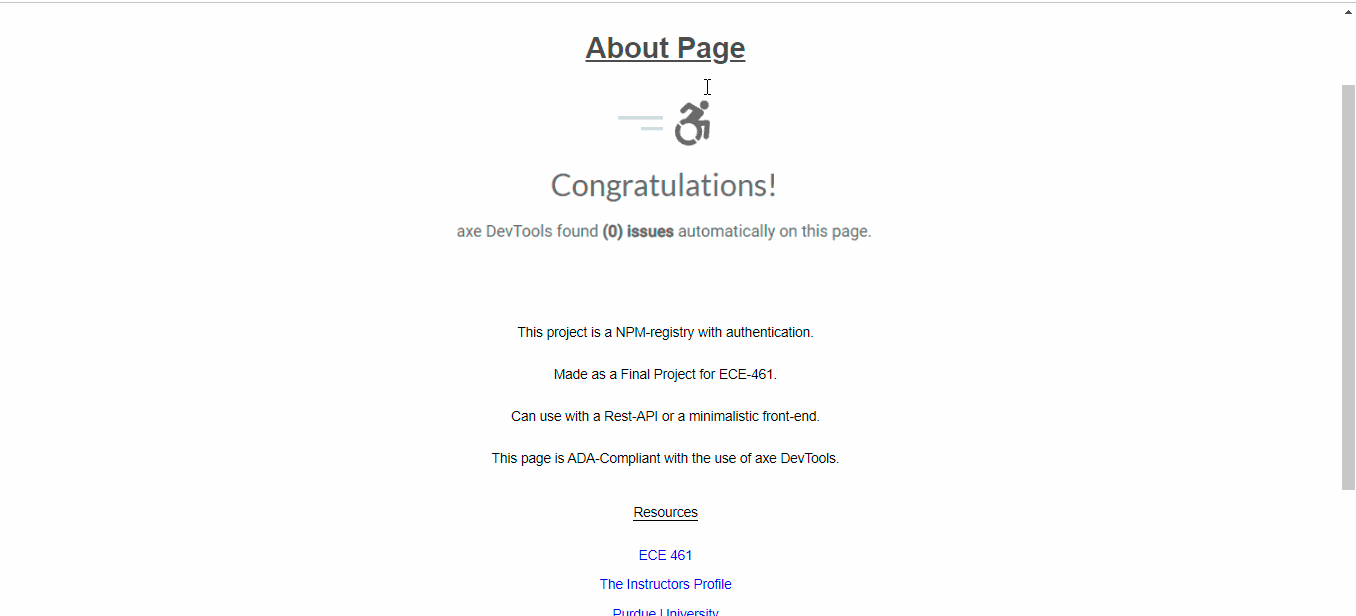 About Page
Congratulations!
axe DevTools found (0) issues automatically on this page.
This project is a NPM-registry with authentication.
Made as a Final Project for ECE-461.
Can use with a Rest-API or a minimalistic front-end.
This page is ADA-Compliant with the use of axe DevTools.
Resources
ECE 461
The Instructors Profile
Purdue University